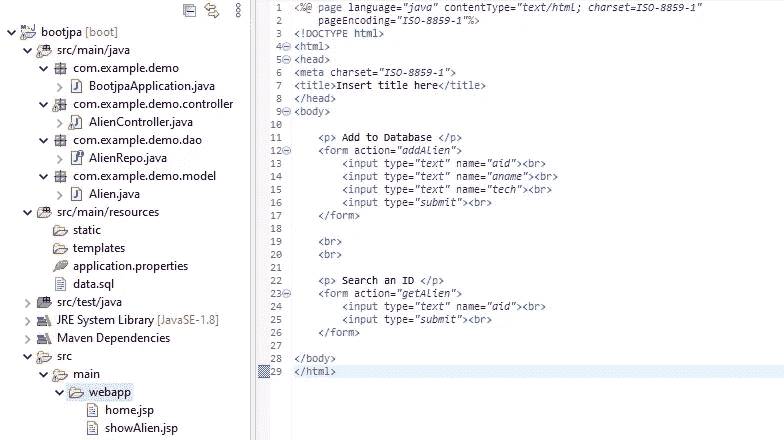 bootjpa [boot]
src/main/java
com.example.demo
BootjpaApplication.java
com.example.demo.controller
AlienController.java
com.example.demo.dao
AlienRepo.java
com.example.demo.model
Alien.java
src/main/resources
static
templates
application.properties
data.sql
src/test/java
JRE System Library [JavaSE-1.8]
Maven Dependencies
src
main
webapp
home.jsp
showAlien.jsp
1 <%@ page language="java" contentType="text/html; charset=ISO-8859-1"
2 pageEncoding="ISO-8859-1"%>
3 <!DOCTYPE html>
4 <html>
5 <head>
6 <meta charset="ISO-8859-1">
7 <title>Insert title here</title>
8 </head>
9 <body>
10
11 <p> Add to Database </p>
12 <form action="addAlien">
13 <input type="text" name="aid"><br>
14 <input type="text" name="aname"><br>
15 <input type="text" name="tech"><br>
16 <input type="submit"><br>
17 </form>
18
19 <br>
20 <br>
21
22 <p> Search an ID </p>
23 <form action="getAlien">
24 <input type="text" name="aid"><br>
25 <input type="submit"><br>
26 </form>
27
28 </body>
29 </html>